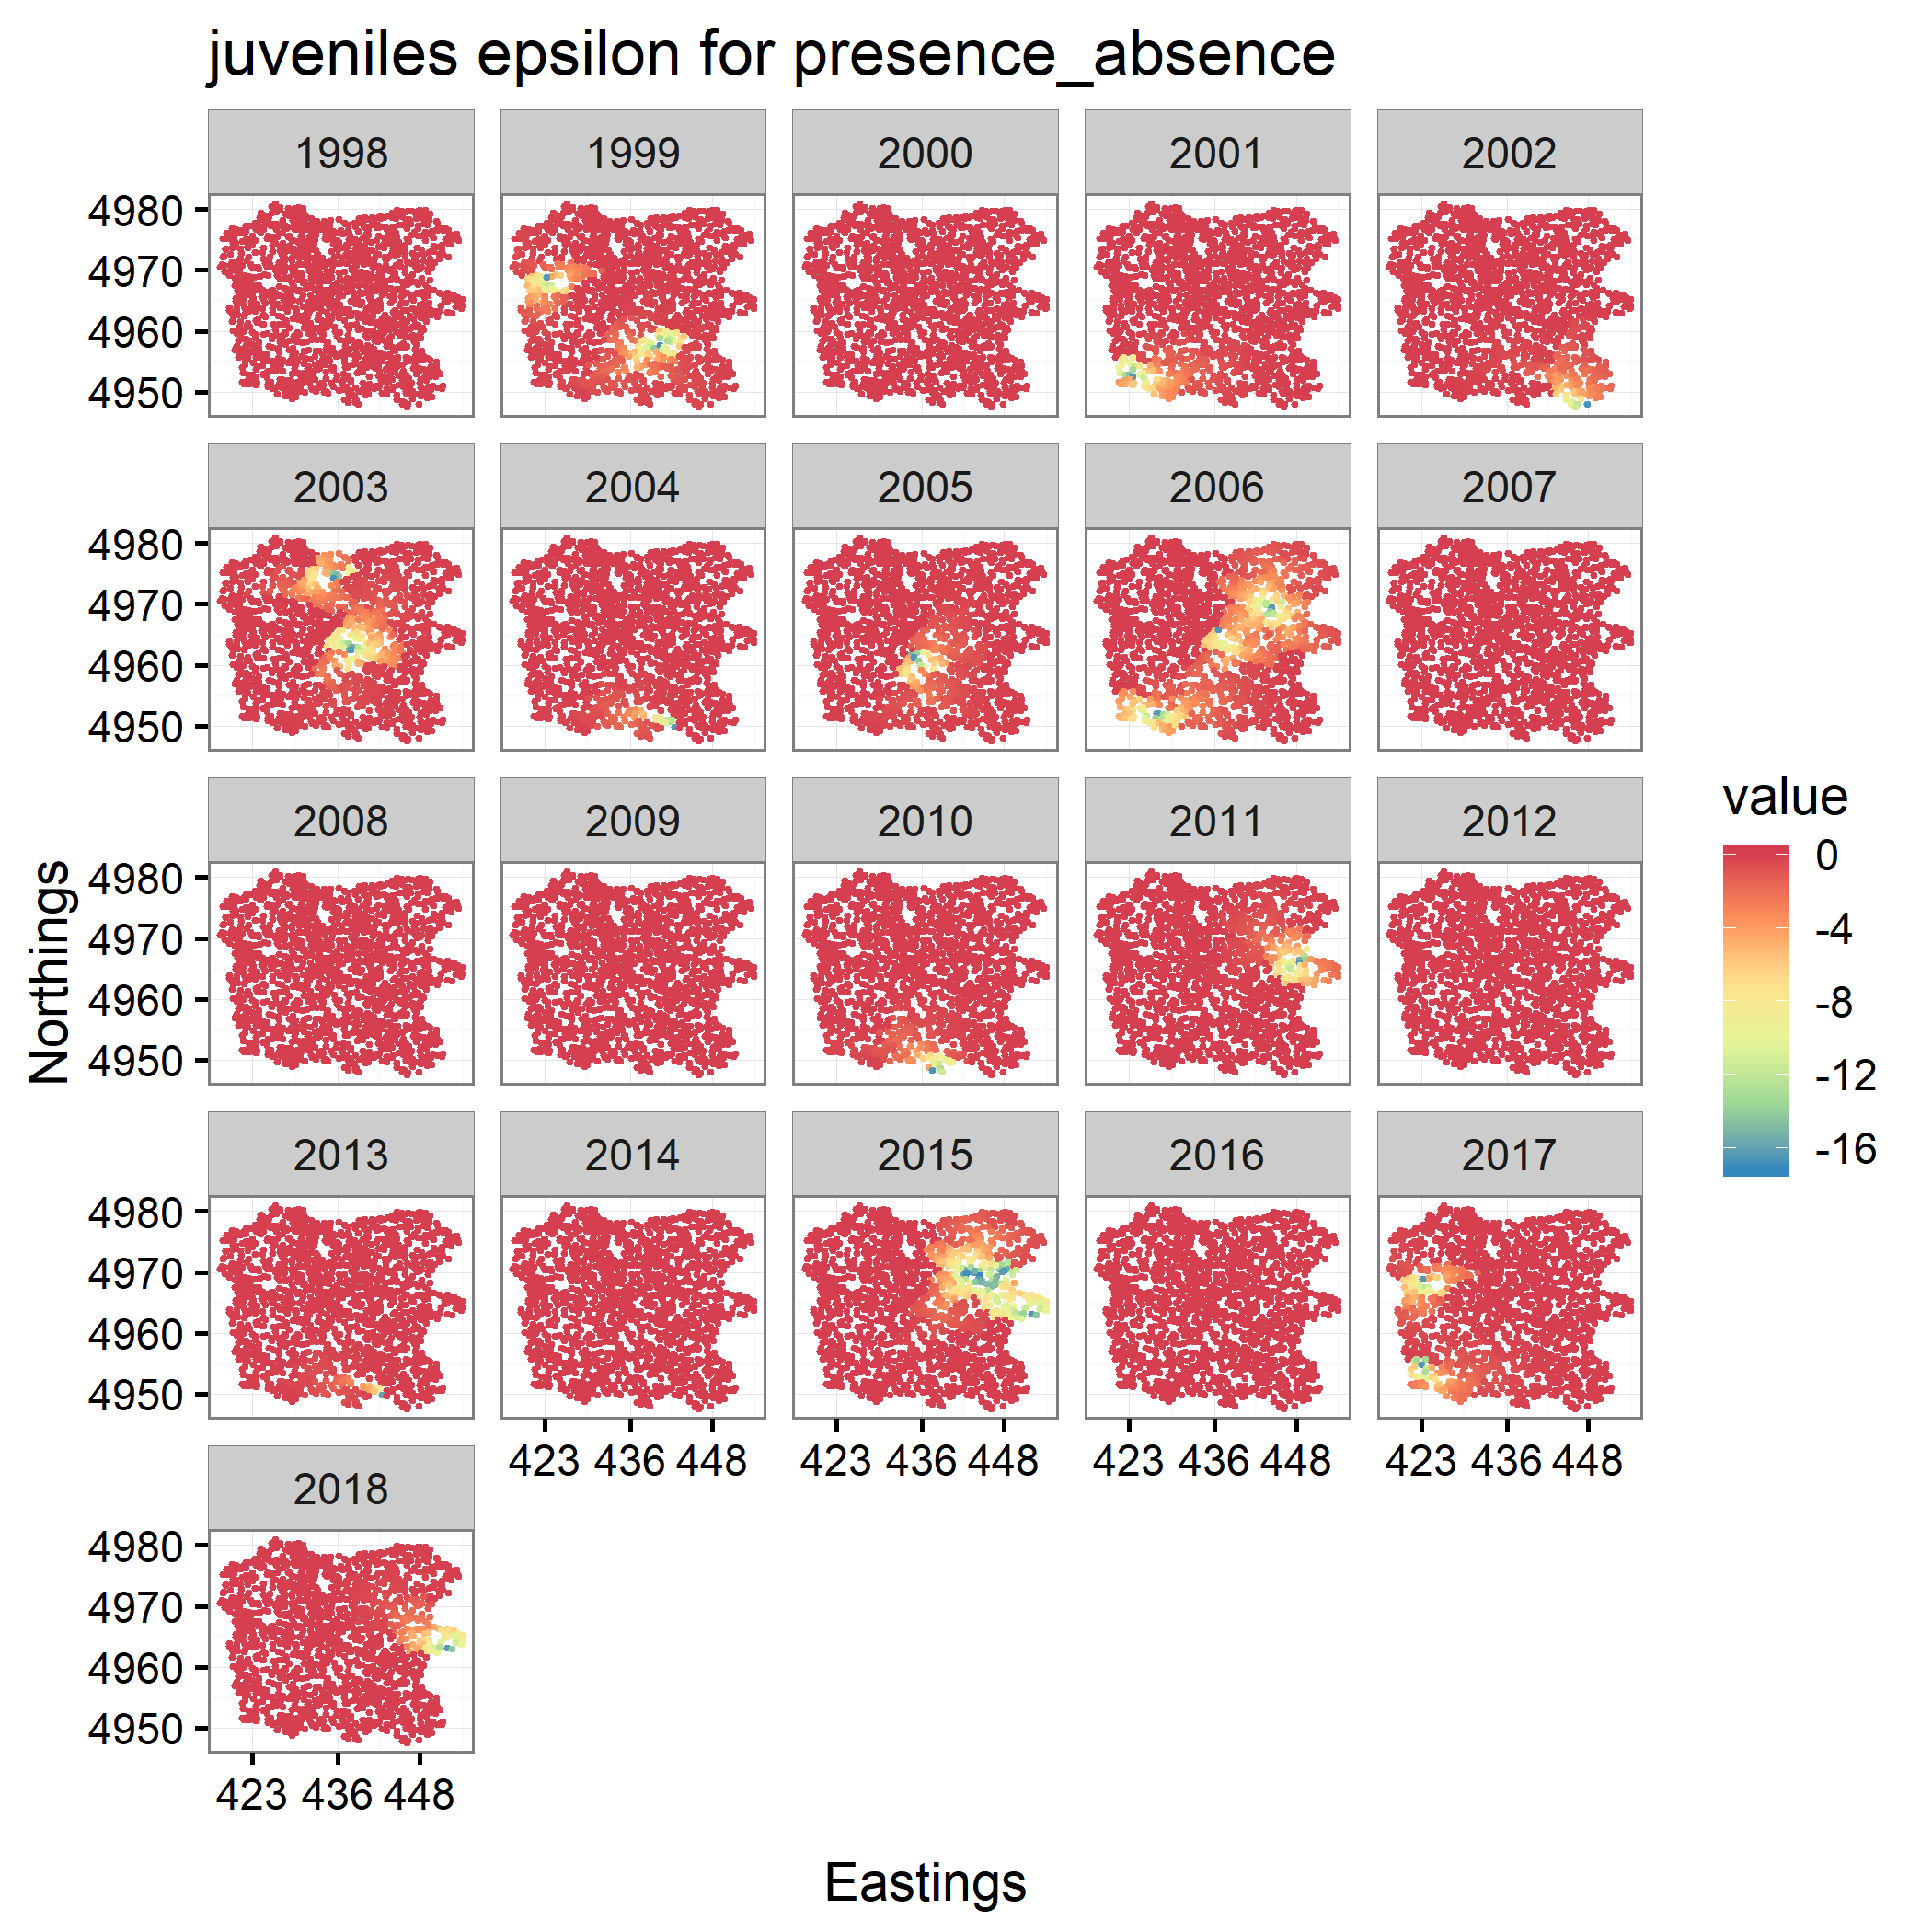 juveniles epsilon for presence_absence
1998 1999 2000 2001 2002
4980
4970
4960
4950
2003 2004 2005 2006 2007
4980
4970
4960
4950
2008 2009 2010 2011 2012
4980
4970
4960
4950
2013 2014 2015 2016 2017
4980
4970
4960
4950
423 436 448 423 436 448 423 436 448 423 436 448
2018
4980
4970
4960
4950
423 436 448
Northings
Eastings
value
0
-4
-8
-12
-16